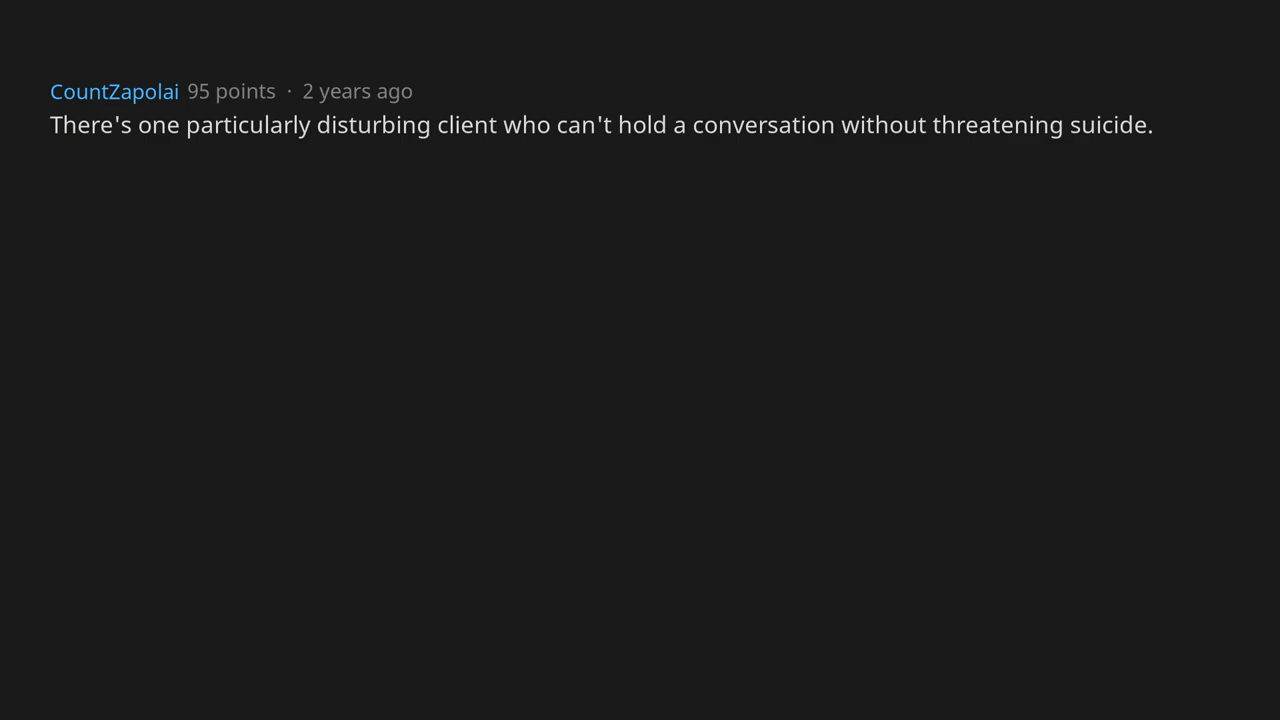 CountZapolai 95 points · 2 years ago
There's one particularly disturbing client who can't hold a conversation without threatening suicide.